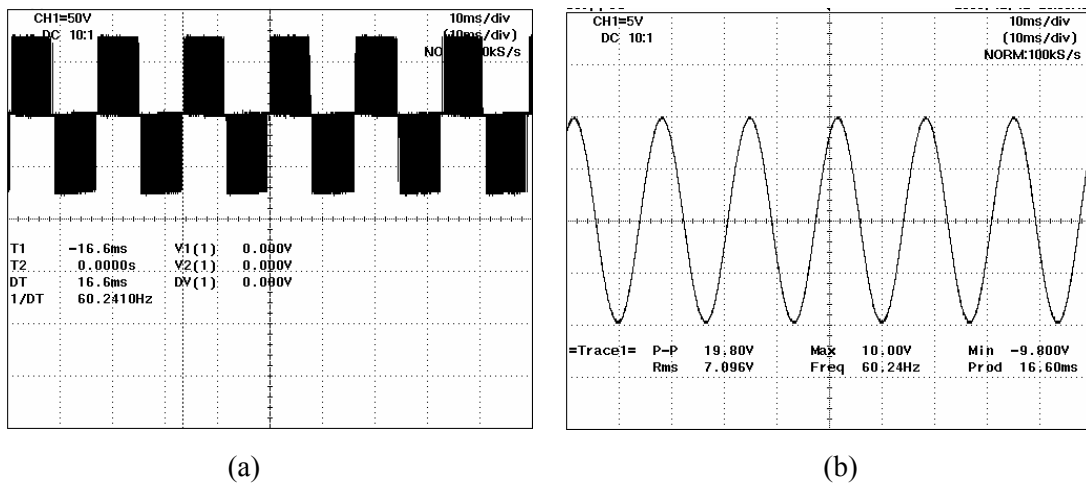 CH1=50V 10ms/div
DC 10:1 (10ms/div)
T1 -16.6ms V1(1) 0.000V
T2 0.0000s V2(1) 0.000V
DT 16.6ms DV(1) 0.000V
1/DT 60.2410Hz
(a)
CH1=5V 10ms/div
DC 10:1 (10ms/div)
NORM:100kS/s
=Trace1= P-P 19.80V Max 10.00V Min -9.800V
Rms 7.096V Freq 60.24Hz Prod 16.60ms
(b)